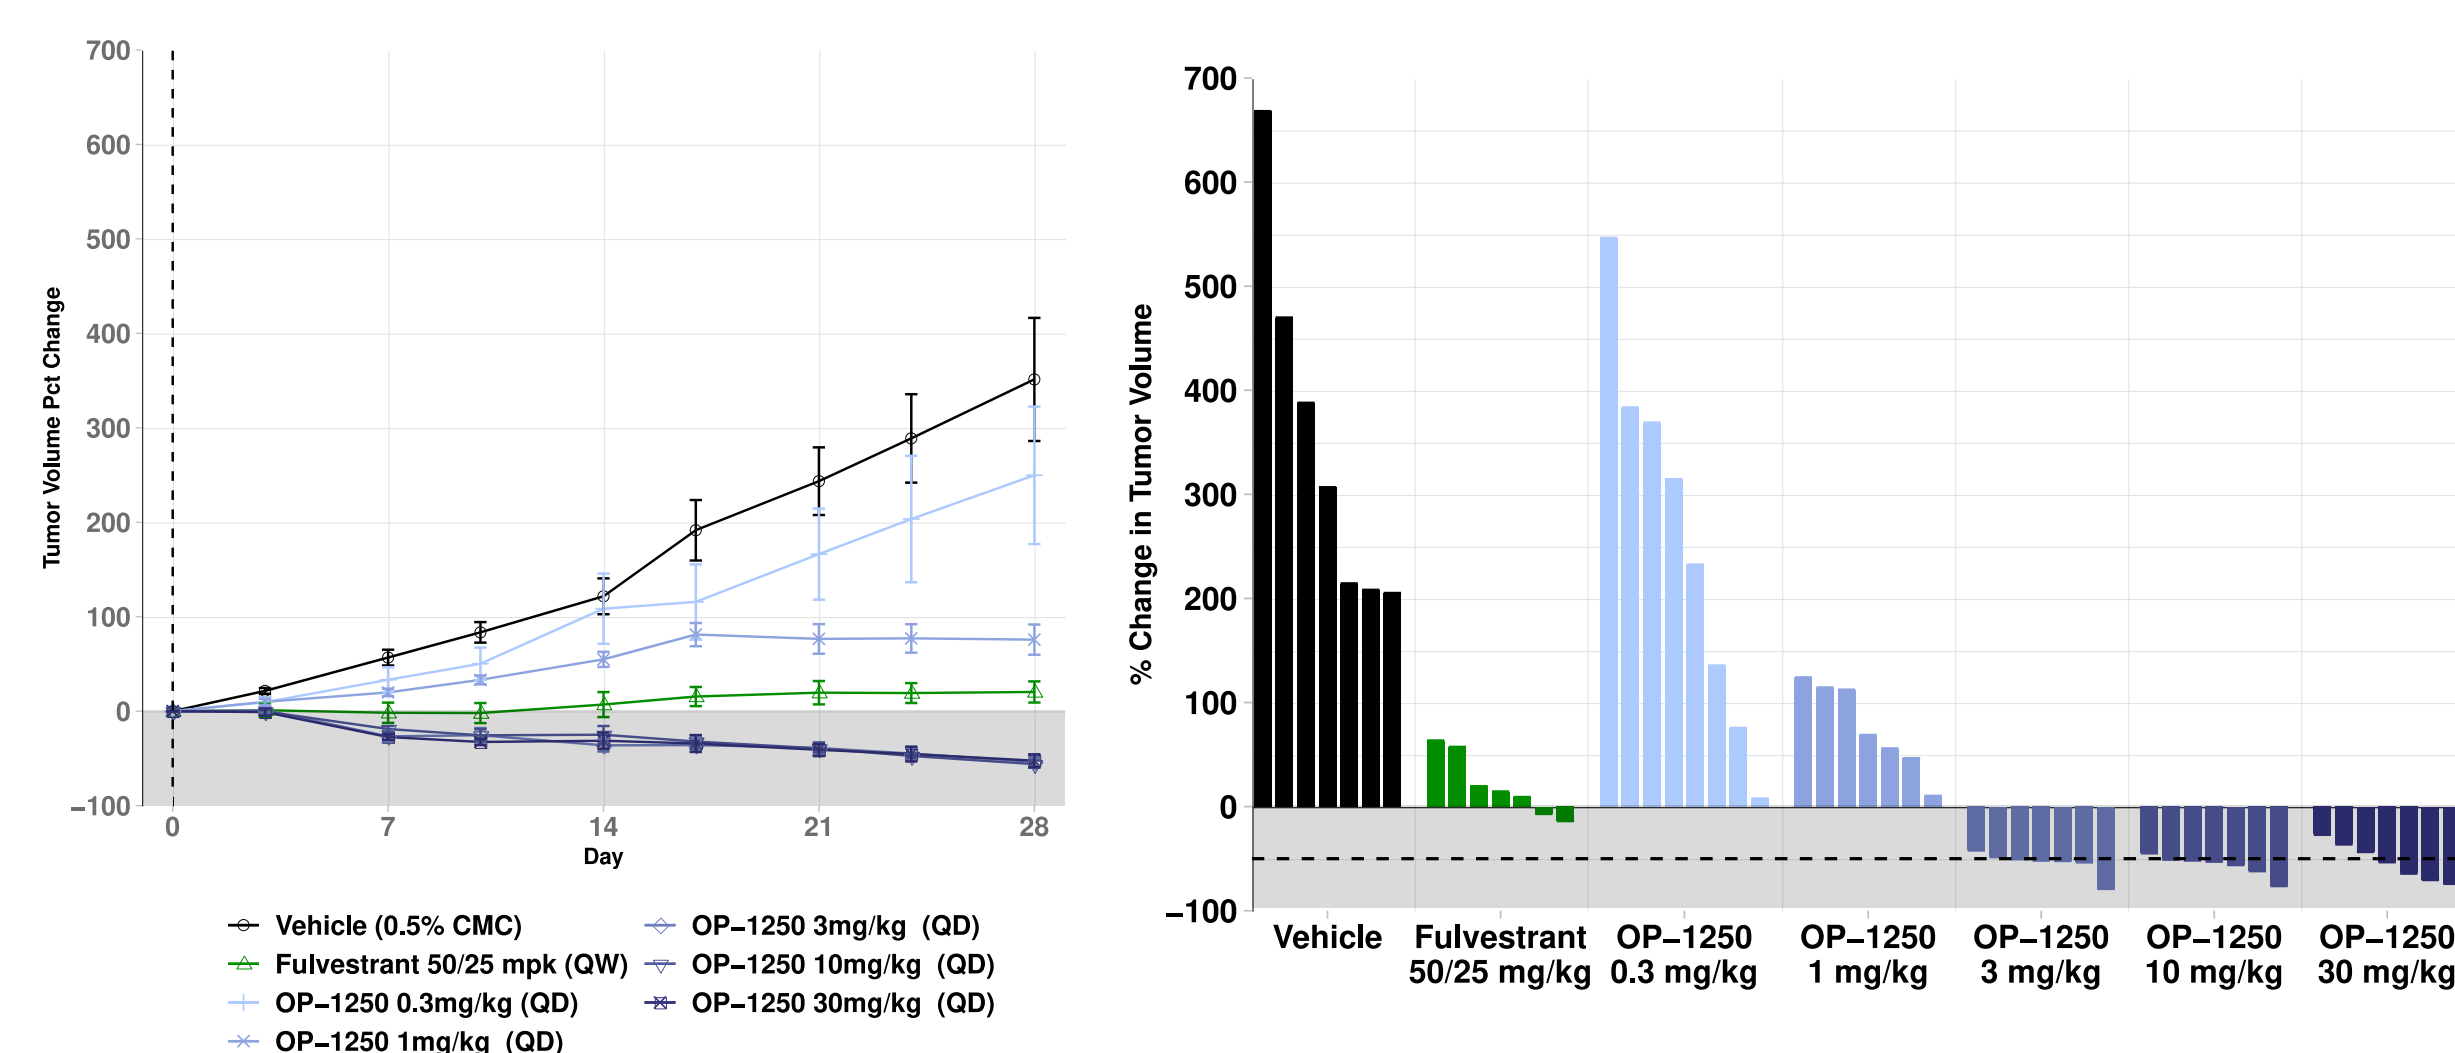 700
600
500
400
300
200
100
0
−100
Tumor Volume Pct Change
0 7 14 21 28
Day
Vehicle (0.5% CMC)
Fulvestrant 50/25 mpk (QW)
OP−1250 0.3mg/kg (QD)
OP−1250 1mg/kg (QD)
OP−1250 3mg/kg (QD)
OP−1250 10mg/kg (QD)
OP−1250 30mg/kg (QD)
700
600
500
400
300
200
100
0
−100
% Change in Tumor Volume
Vehicle
Fulvestrant
50/25 mg/kg
OP−1250
0.3 mg/kg
OP−1250
1 mg/kg
OP−1250
3 mg/kg
OP−1250
10 mg/kg
OP−1250
30 mg/kg